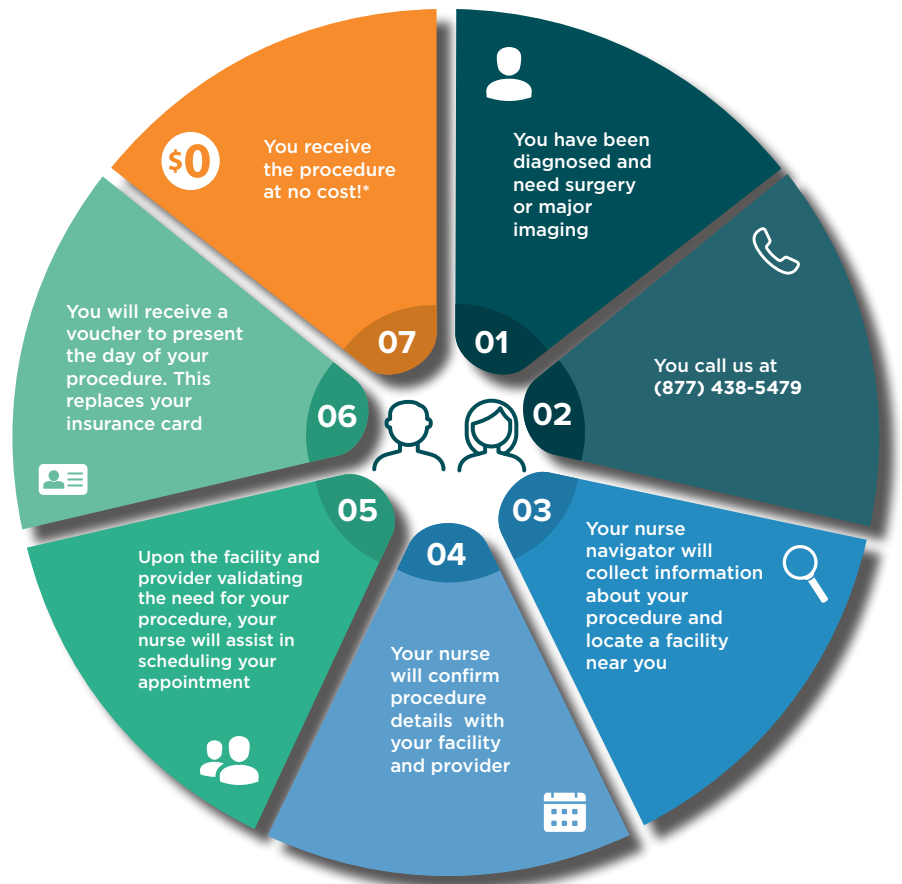 01
You have been
diagnosed and
need surgery
or major
imaging
02
You call us at
(877) 438-5479
03
Your nurse
navigator will
collect information
about your
procedure and
locate a facility
near you
04
Your nurse
will confirm
procedure
details with
your facility
and provider
05
Upon the facility and
provider validating
the need for your
procedure, your
nurse will assist in
scheduling your
appointment
06
You will receive a
voucher to present
the day of your
procedure. This
replaces your
insurance card
07
$0
You receive
the procedure
at no cost!*